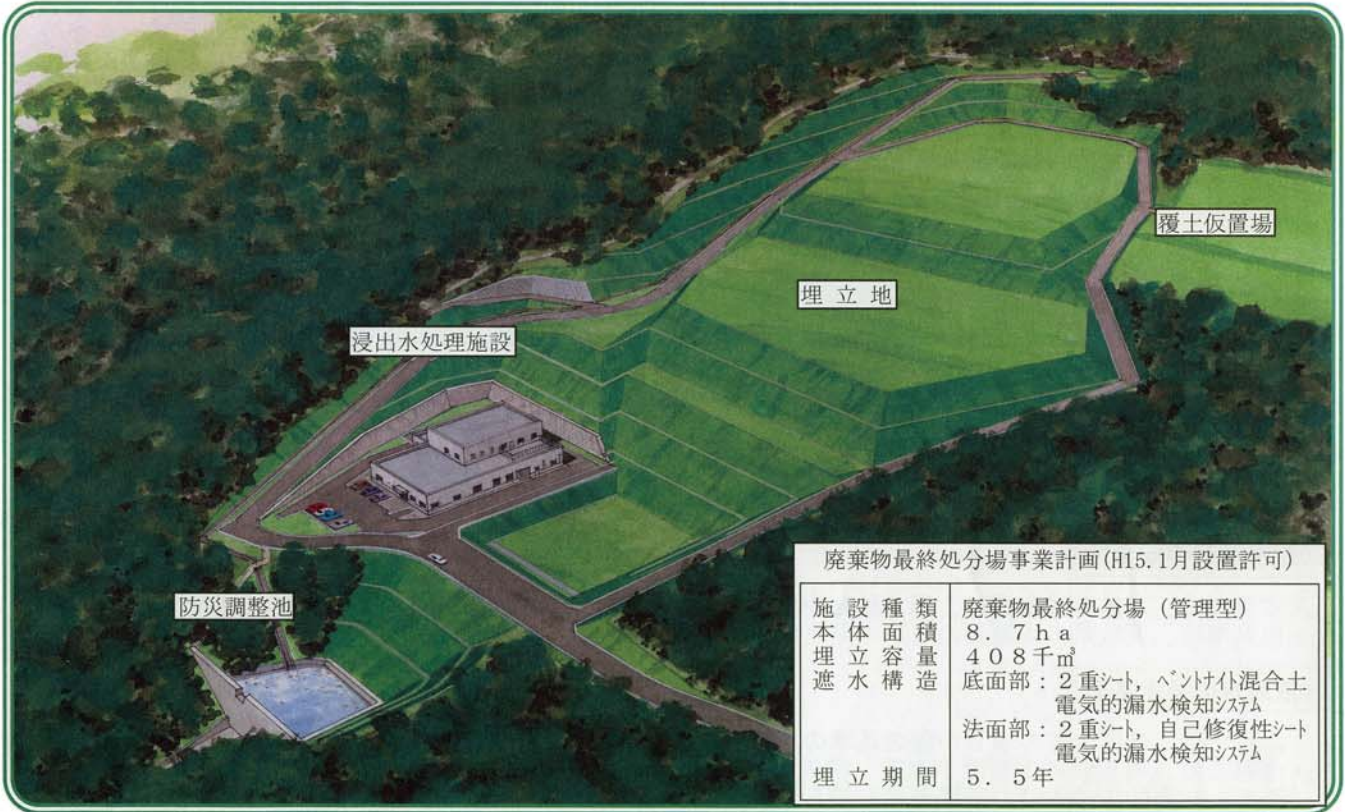 覆土仮置場
埋立地
浸出水処理施設
防災調整池
廃棄物最終処分場事業計画(H15.1月設置許可)
施設種類 廃棄物最終処分場（管理型）
本体面積 8．7ha
埋立容量 408千㎥
遮水構造 底面部：2重シート，ベントナイト混合土
電気的漏水検知システム
法面部：2重シート，自己修復性シート
電気的漏水検知システム
埋立期間 5．5年